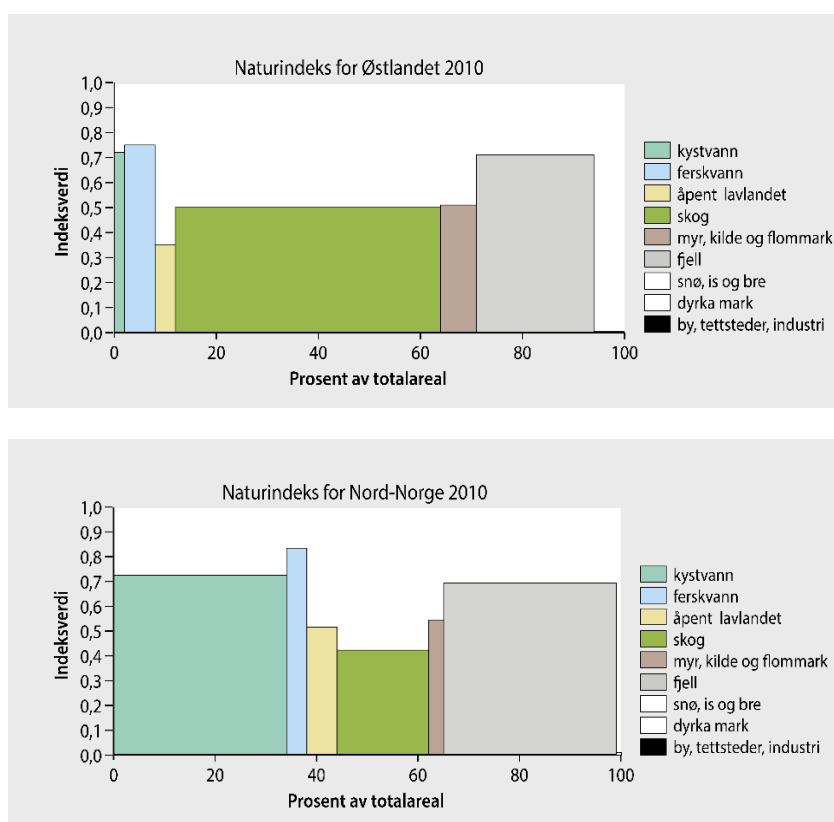 Naturindeks for Østlandet 2010
1,0
0,9
0,8
0,7
0,6
0,5
0,4
0,3
0,2
0,1
0,0
Indeksverdi
0 20 40 60 80 100
Prosent av totalareal
kystvann
ferskvann
åpent lavlandet
skog
myr, kilde og flommark
fjell
snø, is og bre
dyrka mark
by, tettsteder, industri
Naturindeks for Nord-Norge 2010
1,0
0,9
0,8
0,7
0,6
0,5
0,4
0,3
0,2
0,1
0,0
Indeksverdi
0 20 40 60 80 100
Prosent av totalareal
kystvann
ferskvann
åpent lavlandet
skog
myr, kilde og flommark
fjell
snø, is og bre
dyrka mark
by, tettsteder, industri